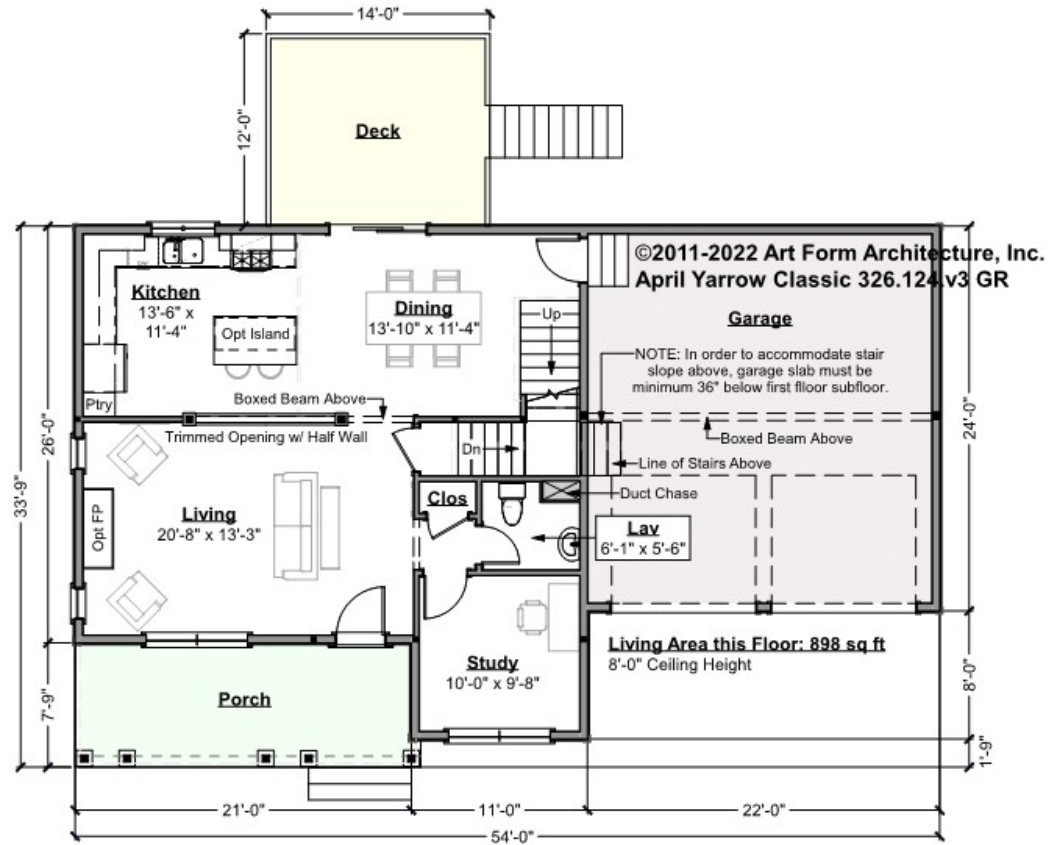 14'-0"
12'-0"
Deck
©2011-2022 Art Form Architecture, Inc.
April Yarrow Classic 326.124.v3 GR
Kitchen
13'-6" x
11'-4"
Opt Island
Dining
13'-10" x 11'-4"
Up
Garage
NOTE: In order to accommodate stair
slope above, garage slab must be
minimum 36" below first flloor subfloor.
Ptry
Boxed Beam Above
Trimmed Opening w/ Half Wall
Boxed Beam Above
Dn
Line of Stairs Above
Duct Chase
Clos
Lav
6'-1" x 5'-6"
Living
20'-8" x 13'-3"
Opt FP
Study
10'-0" x 9'-8"
Living Area this Floor: 898 sq ft
8'-0" Ceiling Height
Porch
33'-9"
26'-0"
7'-9"
24'-0"
8'-0"
1'-9"
21'-0"
11'-0"
22'-0"
54'-0"